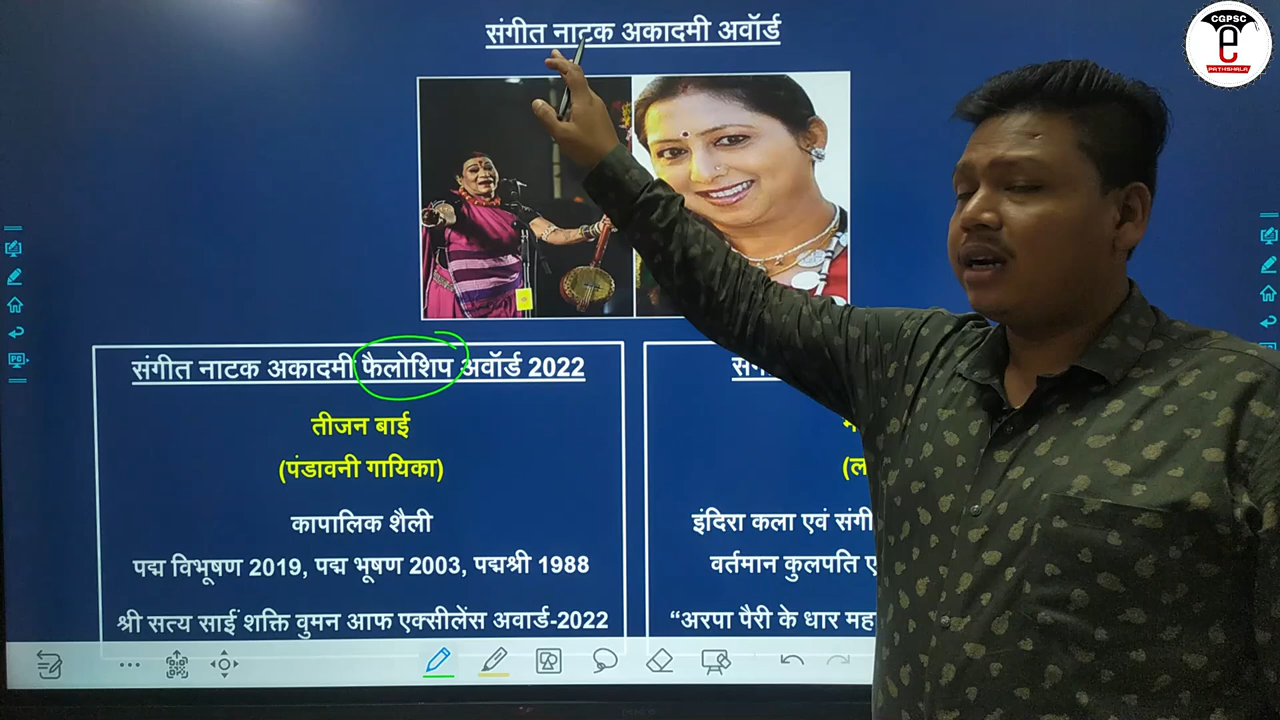 संगीत नाटक अकादमी अवॉर्ड
CGPSC
e
PATHSHALA
संगीत नाटक अकादमी फैलोशिप अवॉर्ड 2022
तीजन बाई
(पंडावनी गायिका)
कापालिक शैली
पद्म विभूषण 2019, पद्म भूषण 2003, पद्मश्री 1988
श्री सत्य साईं शक्ति वुमन आफ एक्सीलेंस अवार्ड-2022
इंदिरा कला एवं
वर्तमान कुलपति
“अरपा पैरी के धार